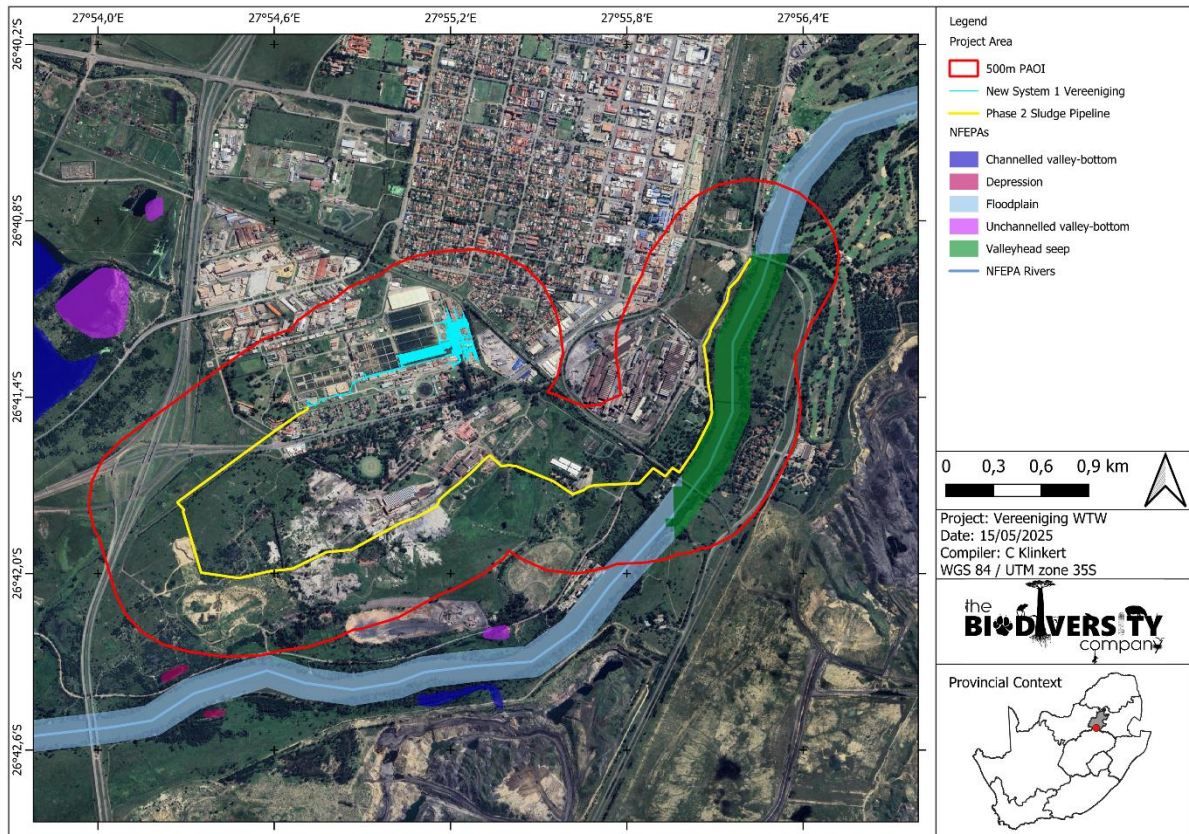 27°54,0'E
27°54,6'E
27°55,2'E
27°55,8'E
27°56,4'E
26°40,2'S
26°40,8'S
26°41,4'S
26°42,0'S
26°42,6'S
Legend
Project Area
500m PAOI
New System 1 Vereeniging
Phase 2 Sludge Pipeline
NFEPAs
Channelled valley-bottom
Depression
Floodplain
Unchannelled valley-bottom
Valleyhead seep
NFEPA Rivers
0 0,3 0,6 0,9 km
Project: Vereeniging WTW
Date: 15/05/2025
Compiler: C Klinkert
WGS 84 / UTM zone 35S
the
BIODIVERSITY
company
Provincial Context